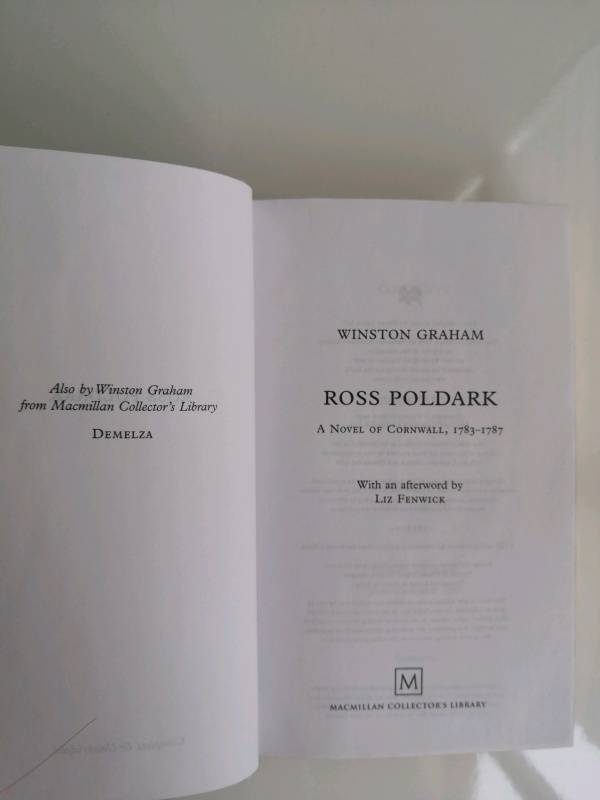 Also by Winston Graham
from Macmillan Collector's Library
DEMELZA
WINSTON GRAHAM
ROSS POLDARK
A NOVEL OF CORNWALL, 1783–1787
With an afterword by
LIZ FENWICK
M
MACMILLAN COLLECTOR'S LIBRARY